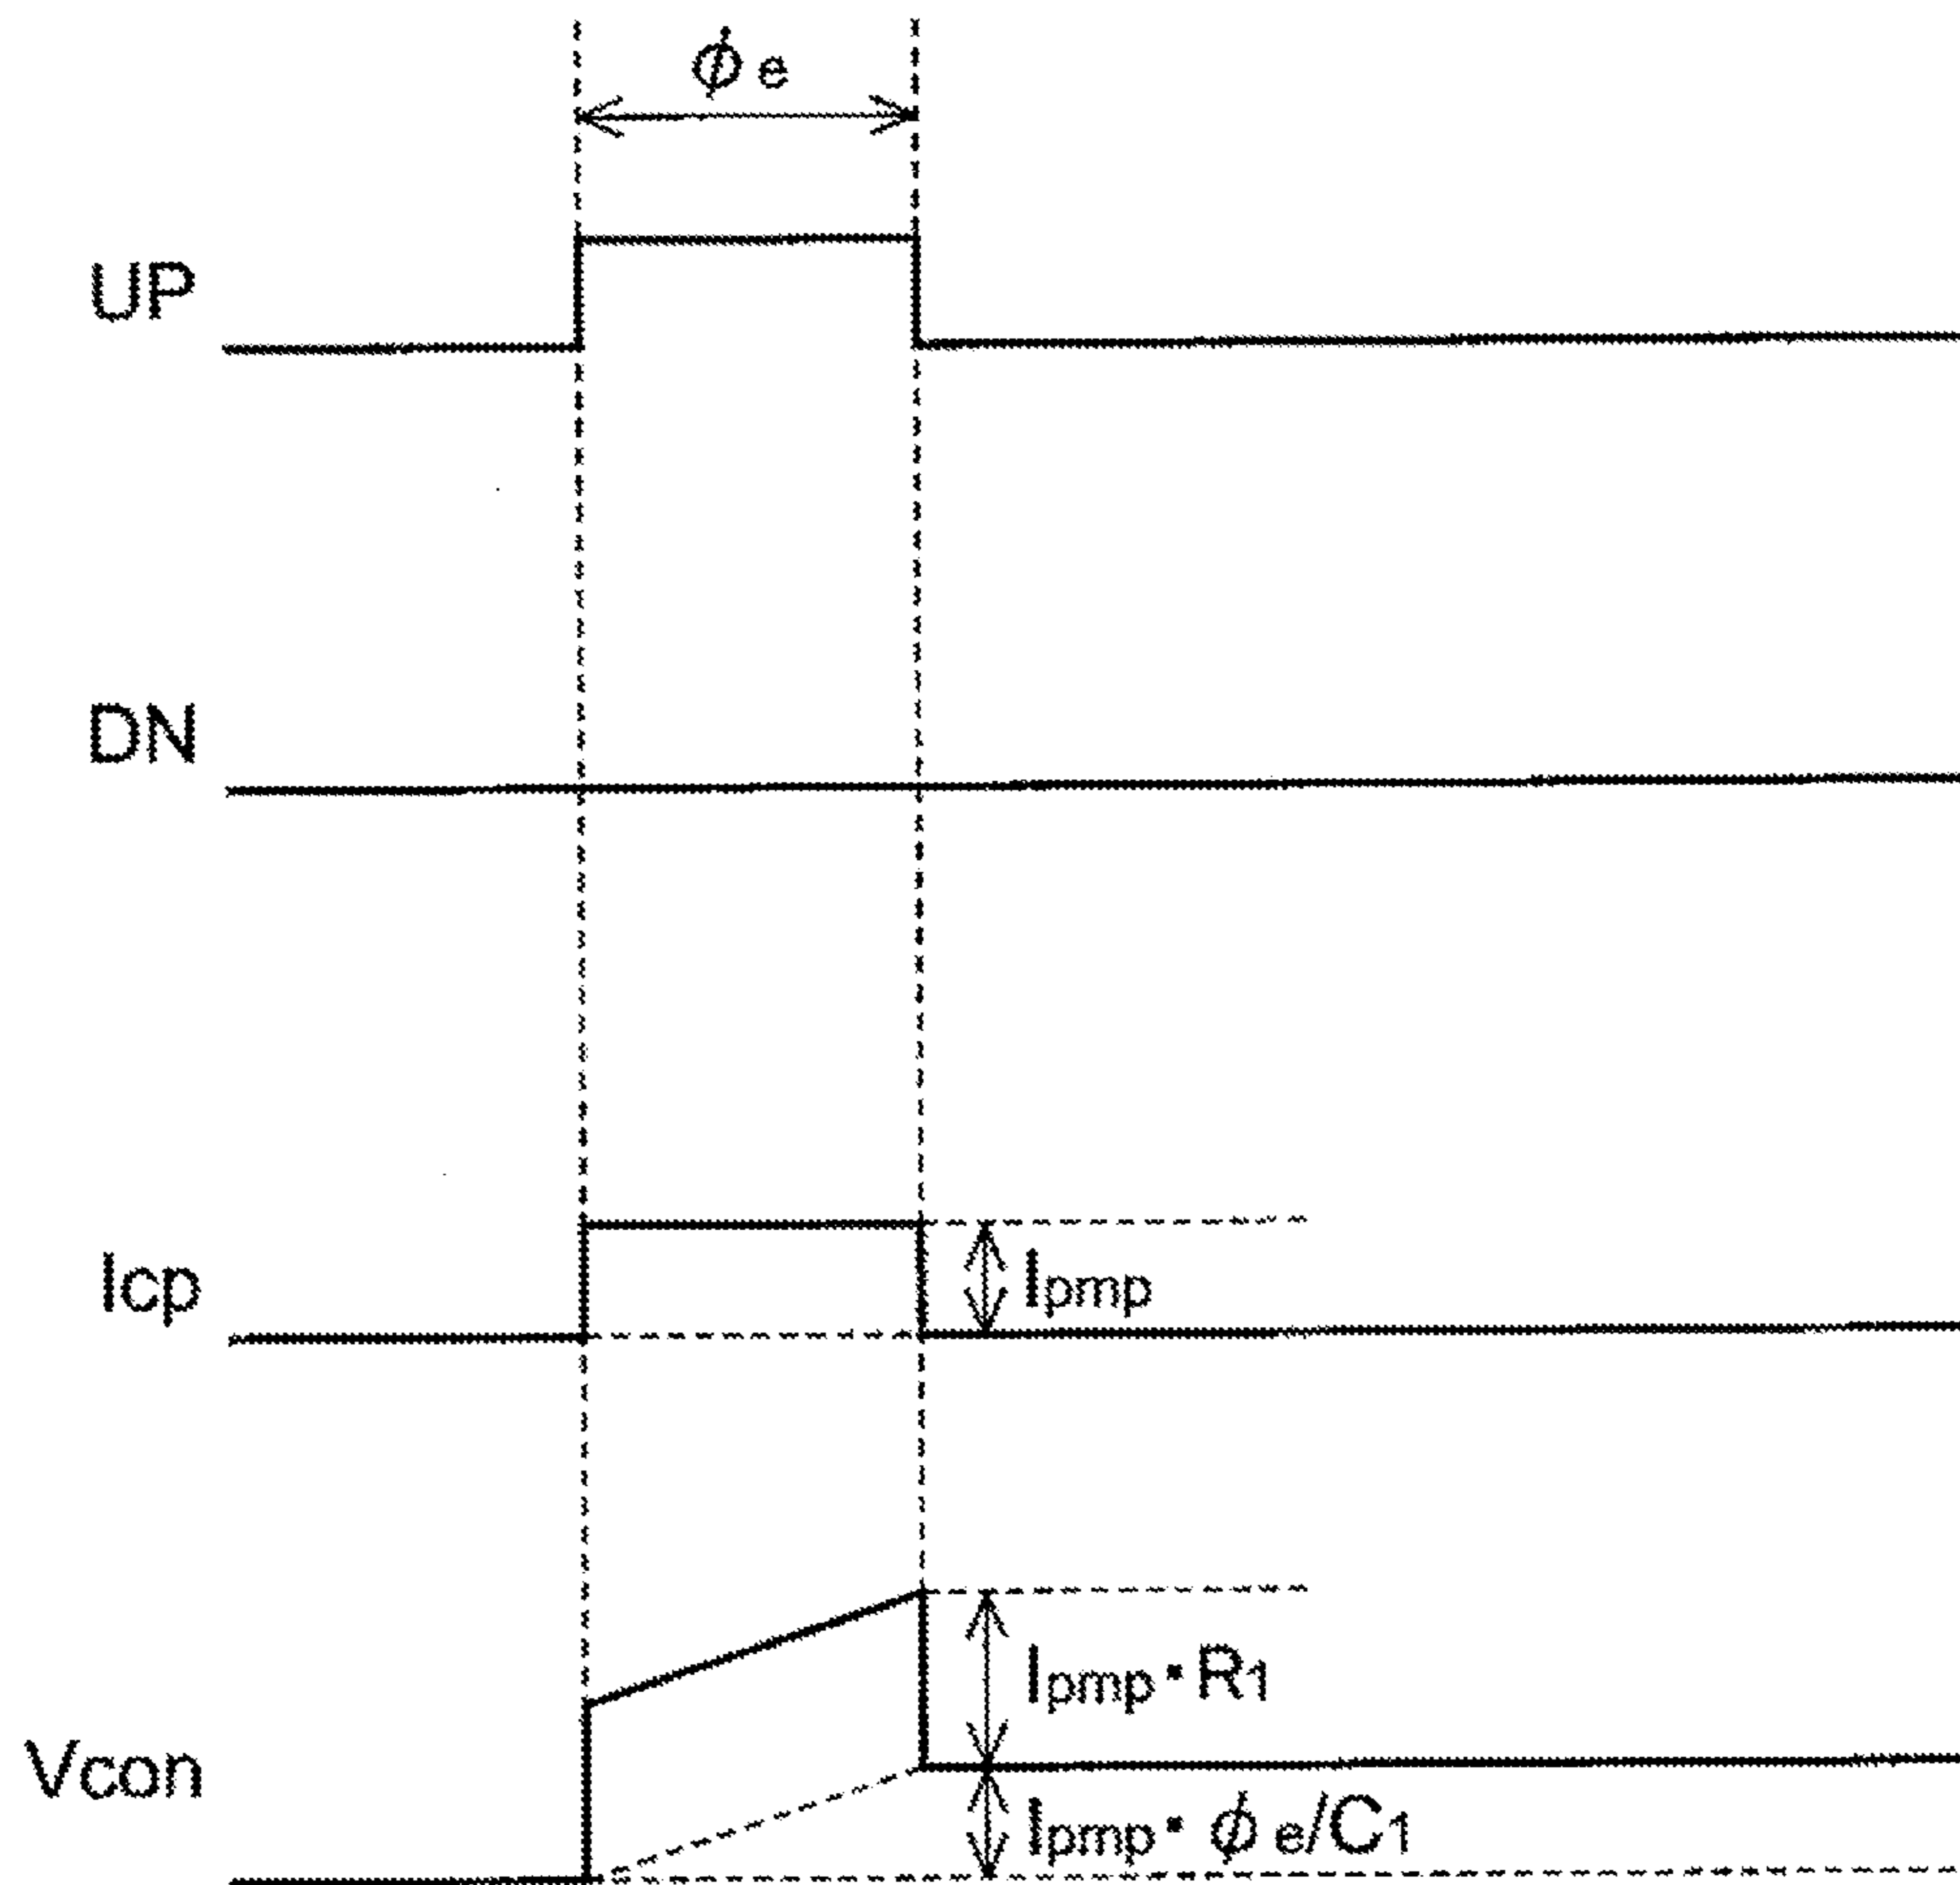 ϕe
UP
DN
Icp
Ipmp
Ipmp・R1
Vcon
Ipmp・ϕe/C1